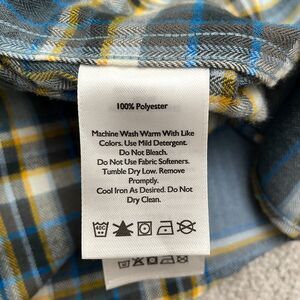 100% Polyester
Machine Wash Warm With Like
Colors. Use Mild Detergent.
Do Not Bleach.
Do Not Use Fabric Softeners.
Tumble Dry Low. Remove
Promptly.
Cool Iron As Desired. Do Not
Dry Clean.